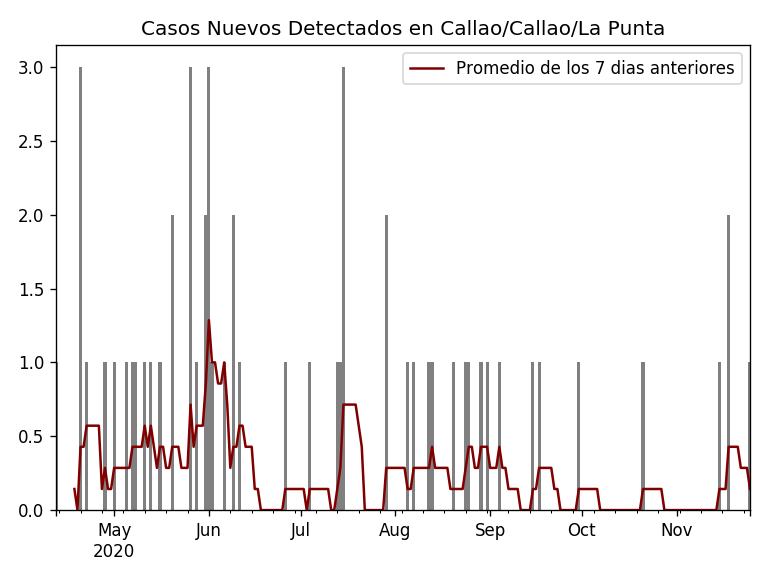 Casos Nuevos Detectados en Callao/Callao/La Punta
Promedio de los 7 dias anteriores
3.0
2.5
2.0
1.5
1.0
0.5
0.0
May Jun Jul Aug Sep Oct Nov
2020